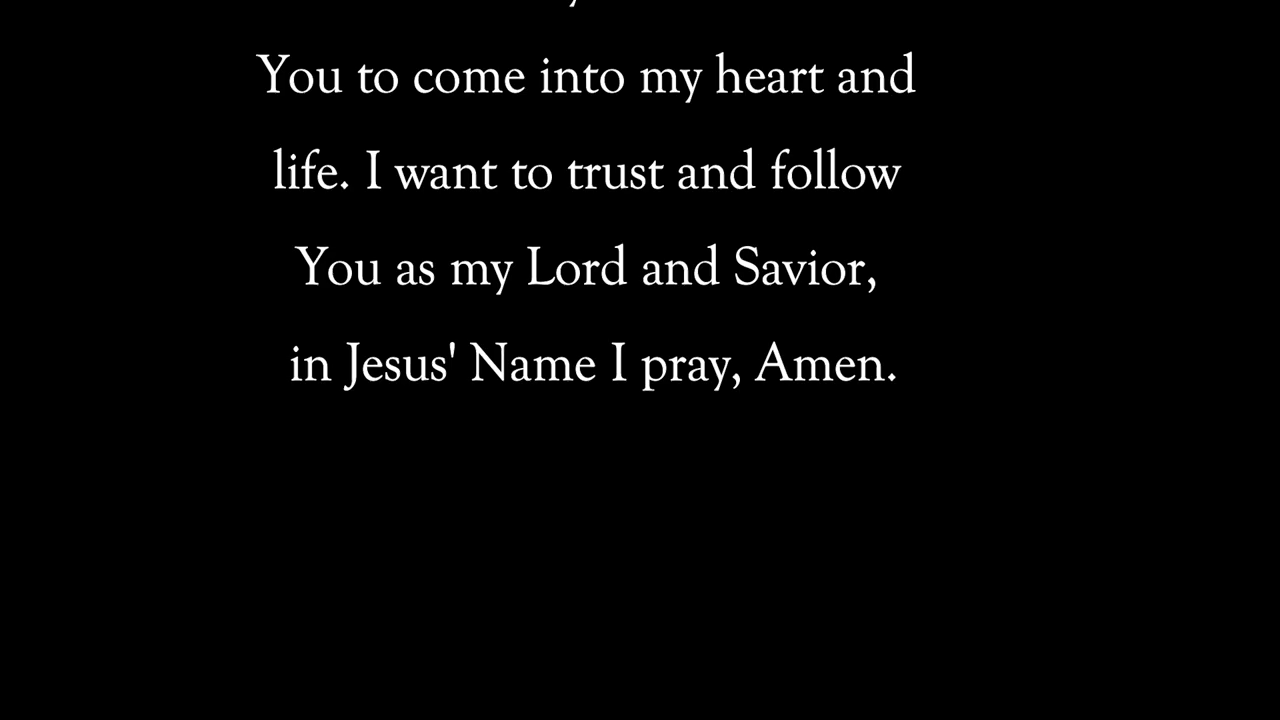 You to come into my heart and
life. I want to trust and follow
You as my Lord and Savior,
in Jesus' Name I pray, Amen.